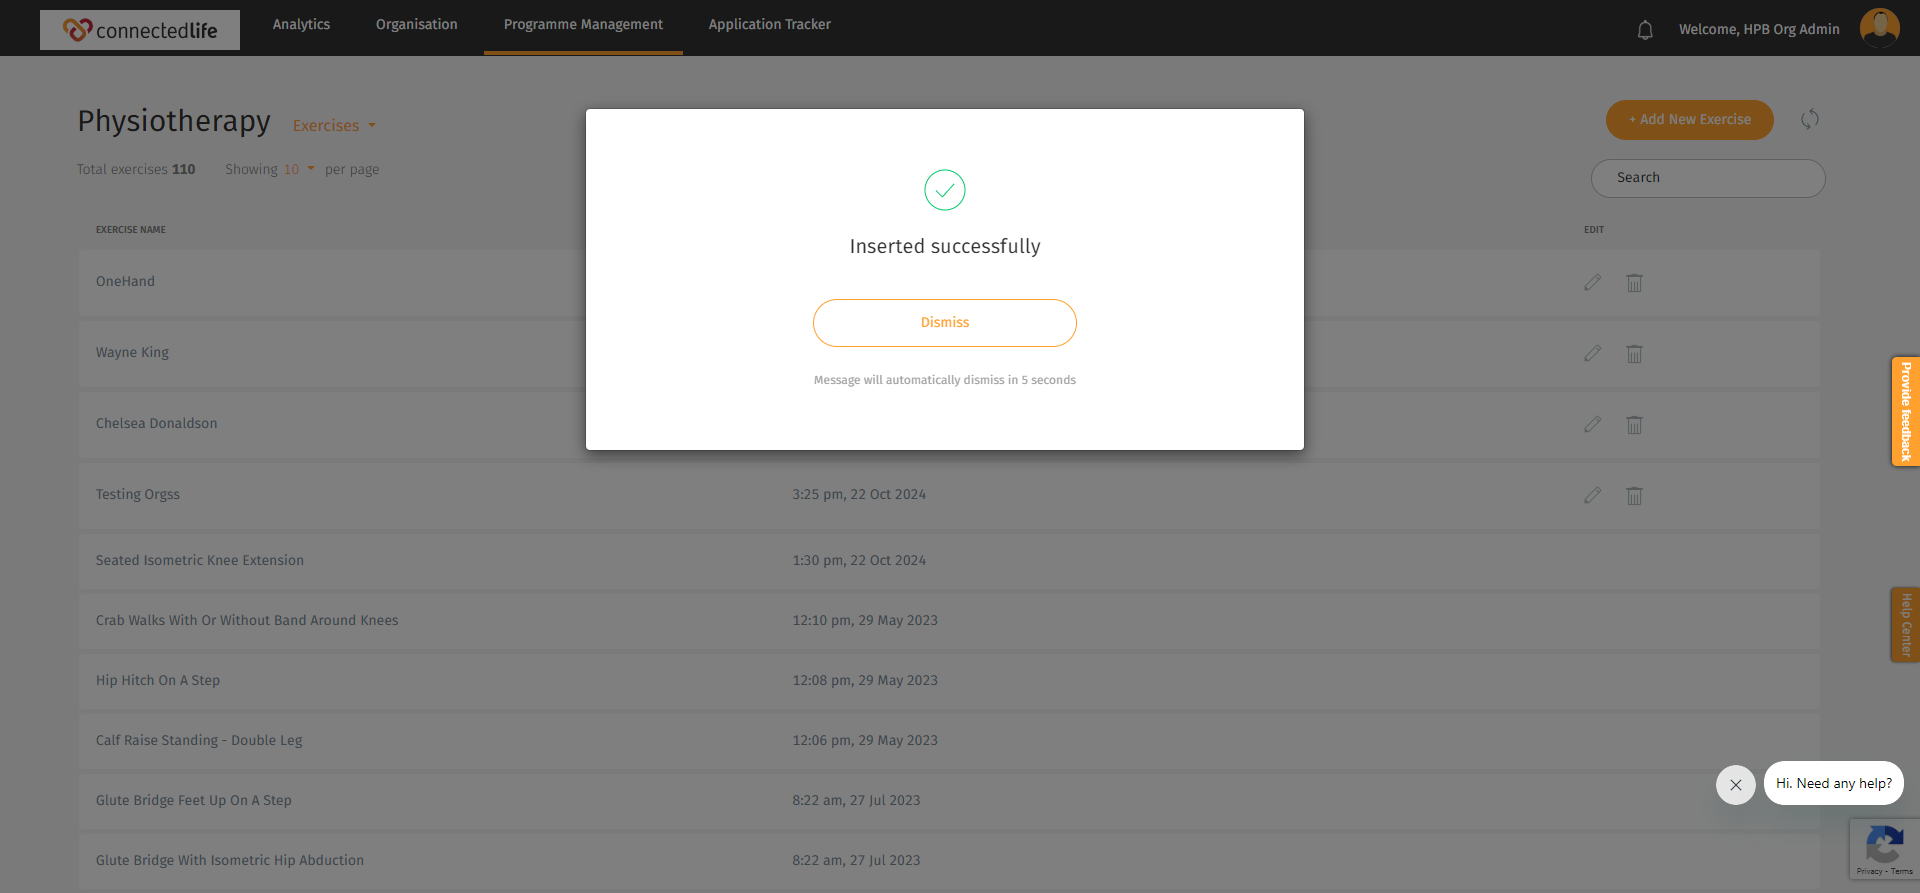 connectedlife
Analytics
Organisation
Programme Management
Application Tracker
Welcome, HPB Org Admin
Physiotherapy
Exercises
+ Add New Exercise
Total exercises 110
Showing 10 per page
Search
Inserted successfully
Dismiss
Message will automatically dismiss in 5 seconds
EXERCISE NAME
EDIT
OneHand
Wayne King
Chelsea Donaldson
Testing Orgss
3:25 pm, 22 Oct 2024
Seated Isometric Knee Extension
1:30 pm, 22 Oct 2024
Crab Walks With Or Without Band Around Knees
12:10 pm, 29 May 2023
Hip Hitch On A Step
12:08 pm, 29 May 2023
Calf Raise Standing - Double Leg
12:06 pm, 29 May 2023
Glute Bridge Feet Up On A Step
8:22 am, 27 Jul 2023
Glute Bridge With Isometric Hip Abduction
8:22 am, 27 Jul 2023
Provide feedback
Help Center
Hi. Need any help?
Privacy - Terms